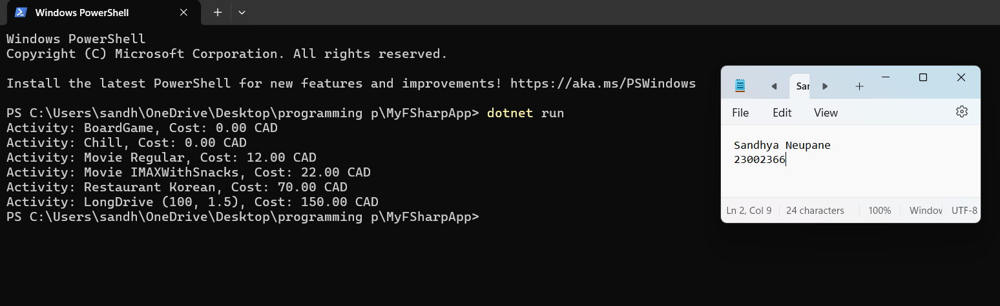 Windows PowerShell
Windows PowerShell
Copyright (C) Microsoft Corporation. All rights reserved.
Install the latest PowerShell for new features and improvements! https://aka.ms/PSWindows
PS C:\Users\sandh\OneDrive\Desktop\programming p\MyFSharpApp> dotnet run
Activity: BoardGame, Cost: 0.00 CAD
Activity: Chill, Cost: 0.00 CAD
Activity: Movie Regular, Cost: 12.00 CAD
Activity: Movie IMAXWithSnacks, Cost: 22.00 CAD
Activity: Restaurant Korean, Cost: 70.00 CAD
Activity: LongDrive (100, 1.5), Cost: 150.00 CAD
PS C:\Users\sandh\OneDrive\Desktop\programming p\MyFSharpApp>
Sar
File Edit View
Sandhya Neupane
23002366
Ln 2, Col 9 24 characters 100% Window UTF-8